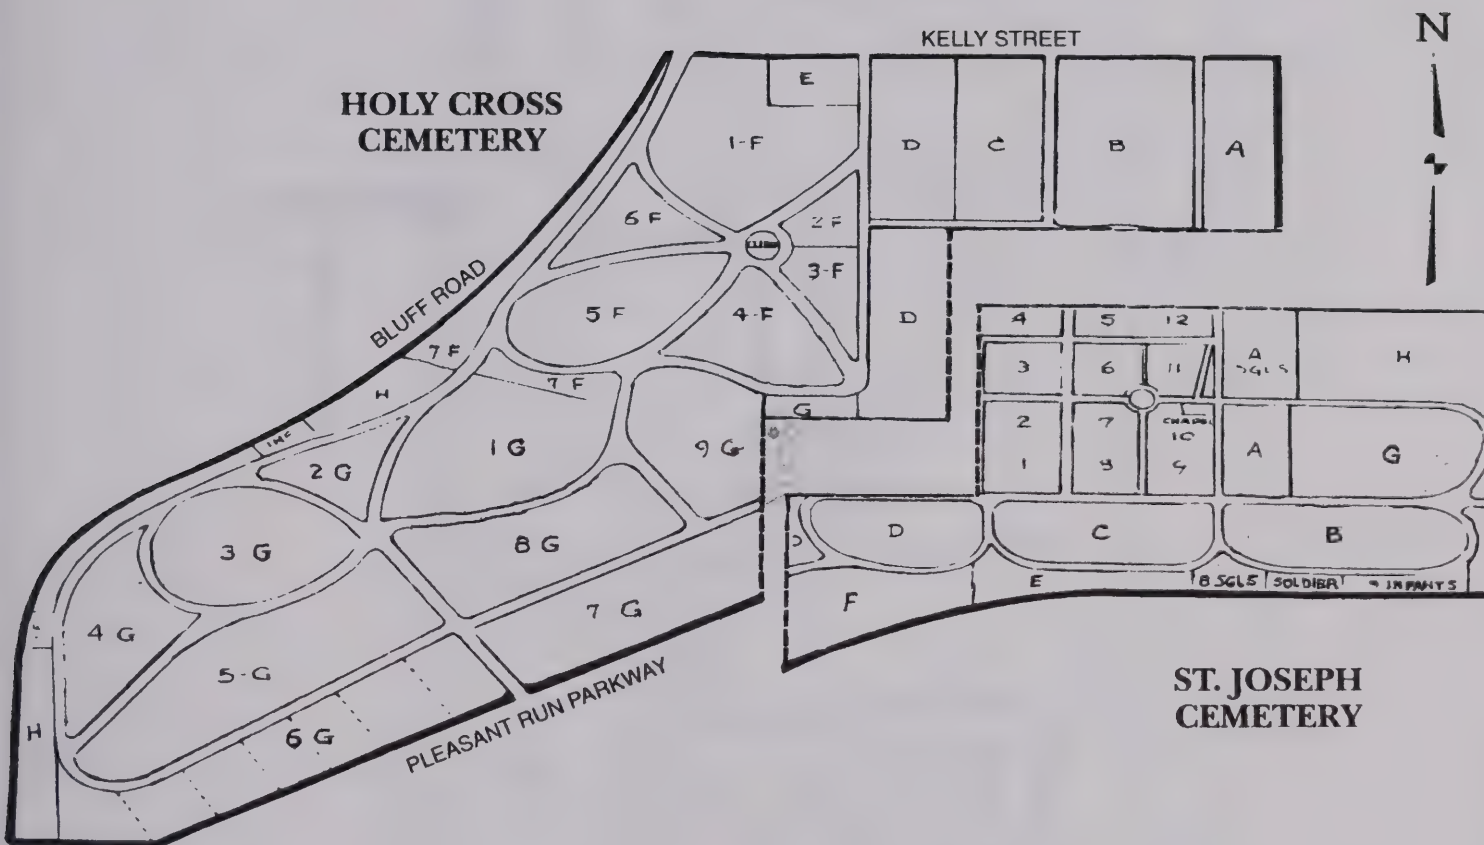 N
KELLY STREET
HOLY CROSS
CEMETERY
E
1-F
D
C
B
A
6 F
2 F
3-F
BLUFF ROAD
5 F
4-F
D
7 F
7 F
H
G
INF
2 G
1 G
9 G
3 G
8 G
4 G
7 G
5-G
6 G
H
PLEASANT RUN PARKWAY
4
5
12
A
SGLS
H
3
6
11
CHAPEL
2
7
10
A
G
1
8
9
D
D
C
B
E
B SGLS
SOLDIER
INFANTS
F
ST. JOSEPH
CEMETERY